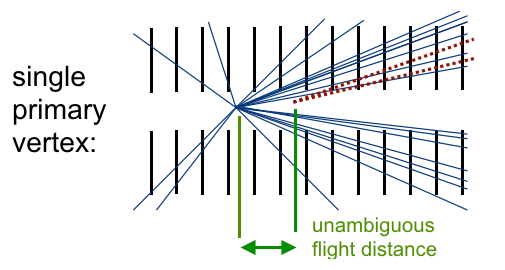 single
primary
vertex:
unambiguous
flight distance